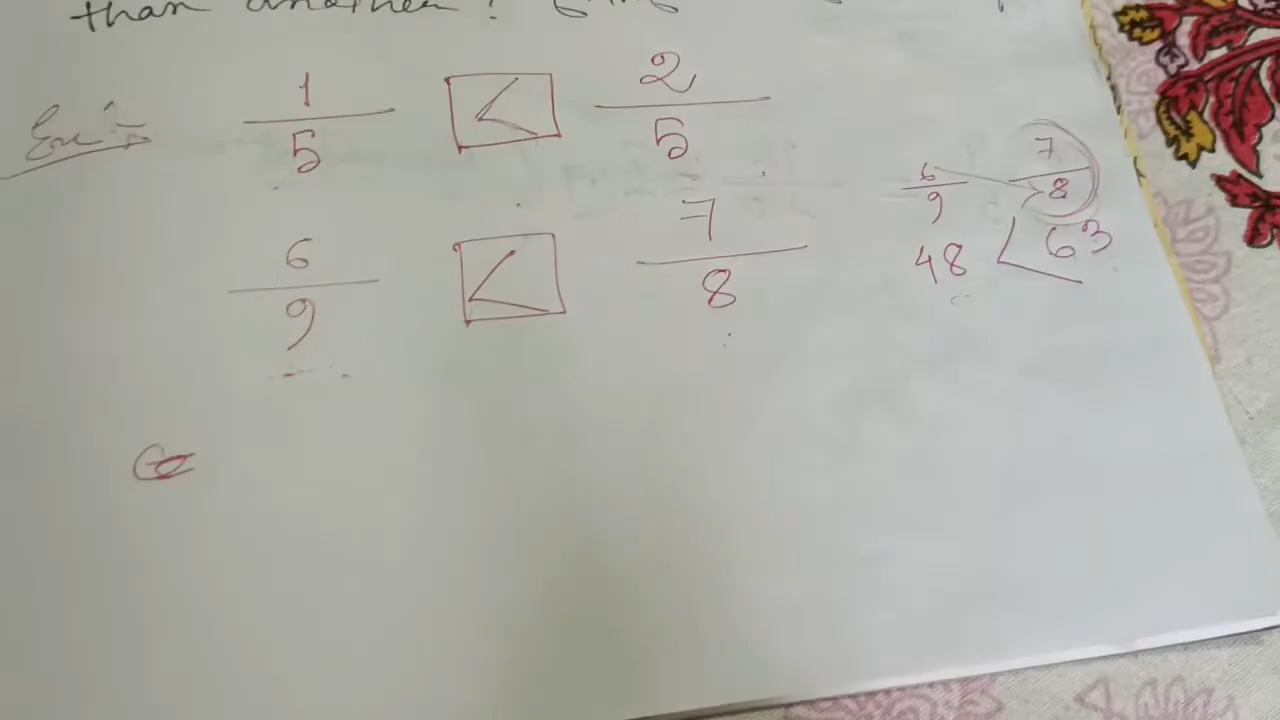 than another?
Ex:-
1/5 < 2/5
6/9 < 7/8
6/9 7/8
48 < 63